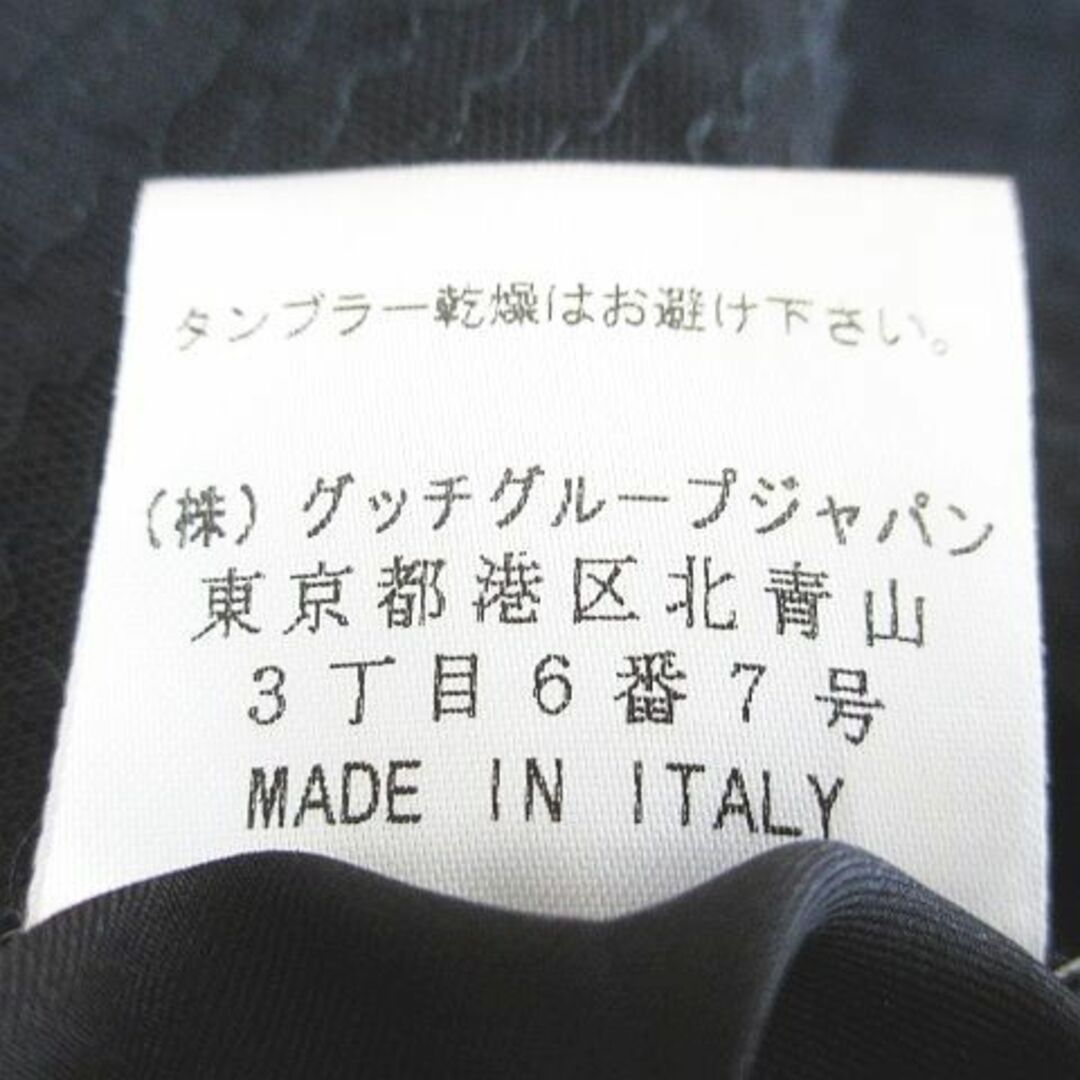 タンブラー乾燥はお避け下さい。
(株)グッチグループジャパン
東京都港区北青山
3丁目6番7号
MADE IN ITALY